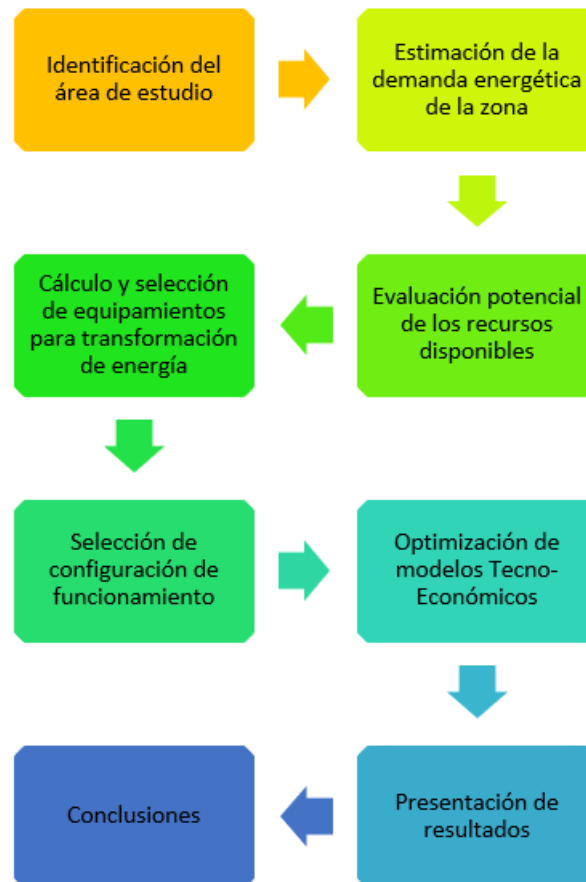 Identificación del
área de estudio
Estimación de la
demanda energética
de la zona
Evaluación potencial
de los recursos
disponibles
Cálculo y selección
de equipamientos
para transformación
de energía
Selección de
configuración de
funcionamiento
Optimización de
modelos Tecno-
Económicos
Presentación de
resultados
Conclusiones